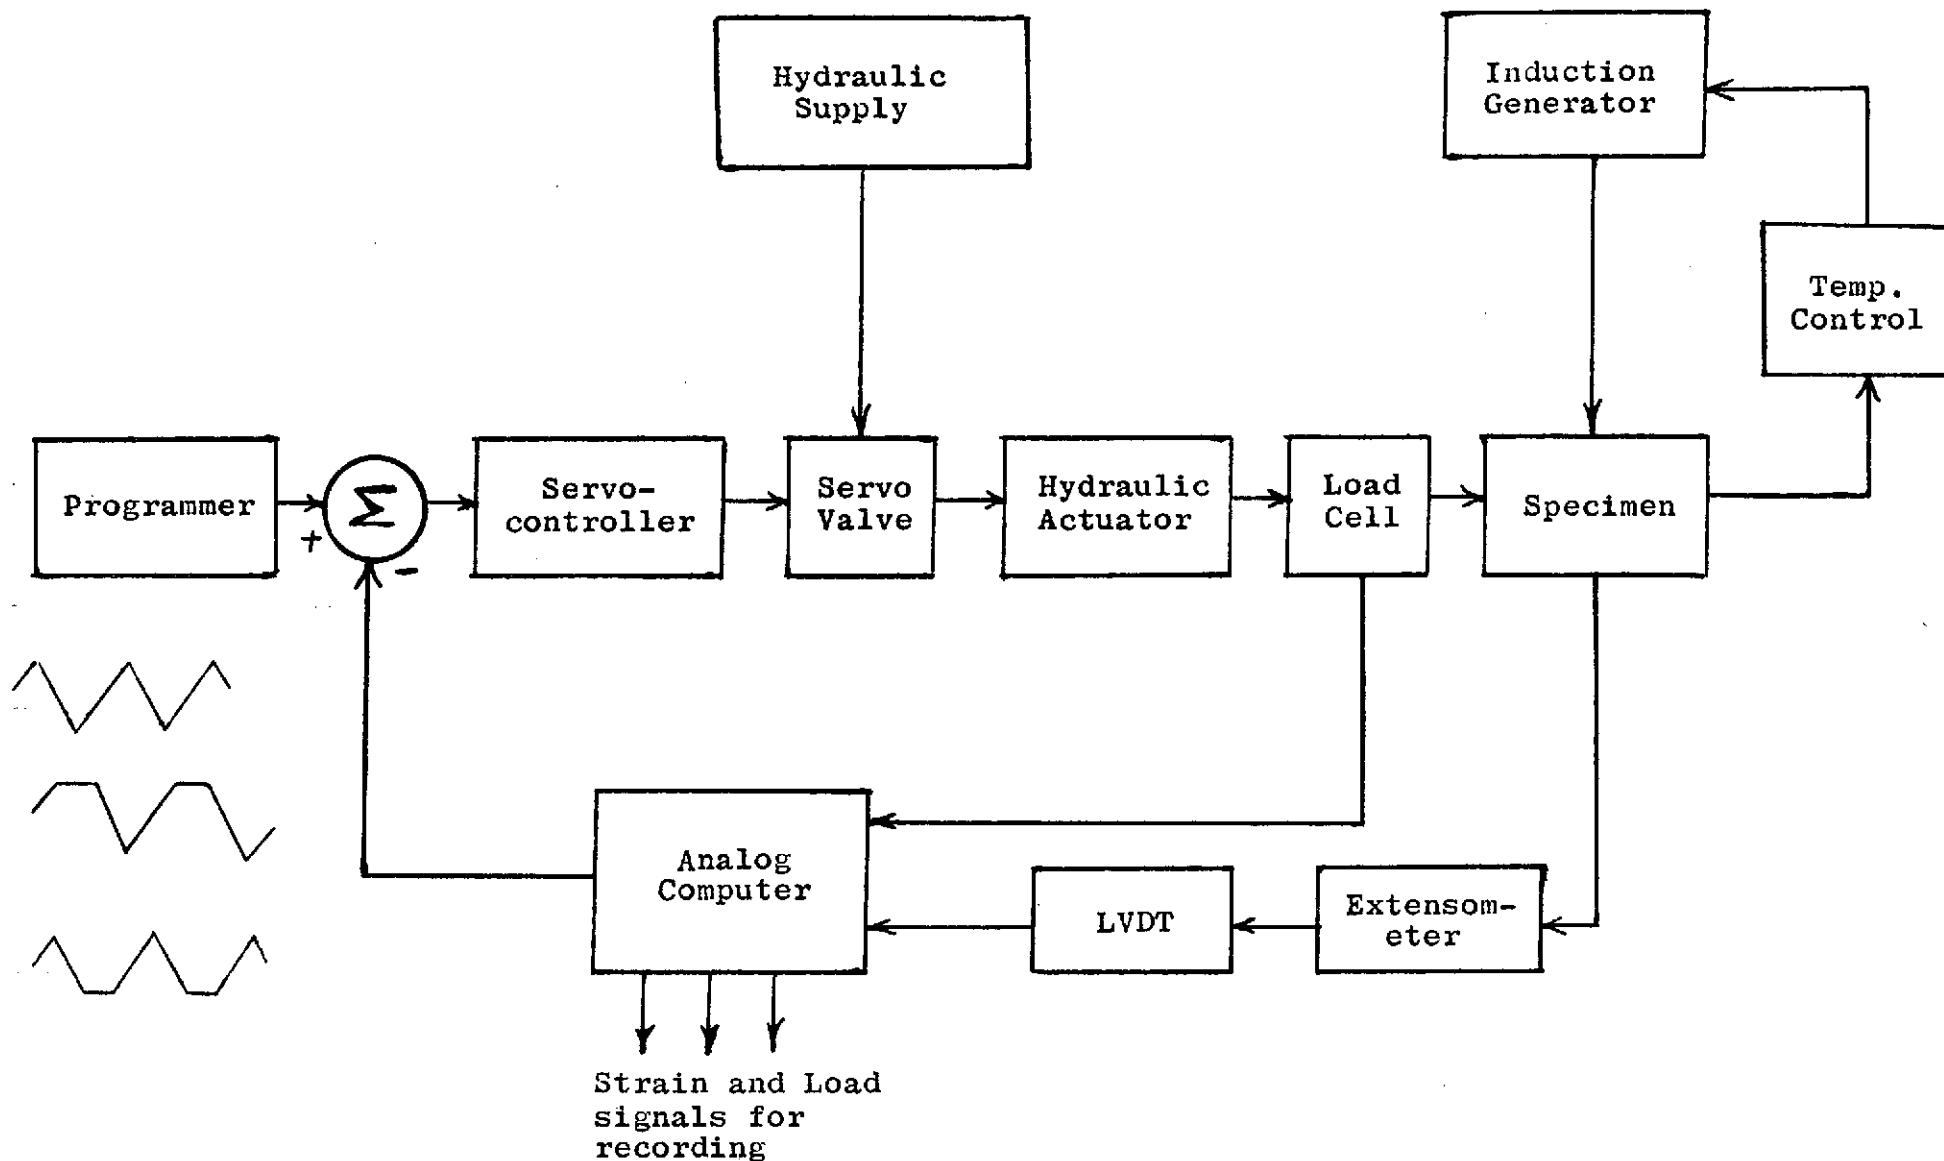 Hydraulic
Supply
Induction
Generator
Temp.
Control
Programmer
+
Σ
-
Servo-
controller
Servo
Valve
Hydraulic
Actuator
Load
Cell
Specimen
Analog
Computer
LVDT
Extensom-
eter
Strain and Load
signals for
recording